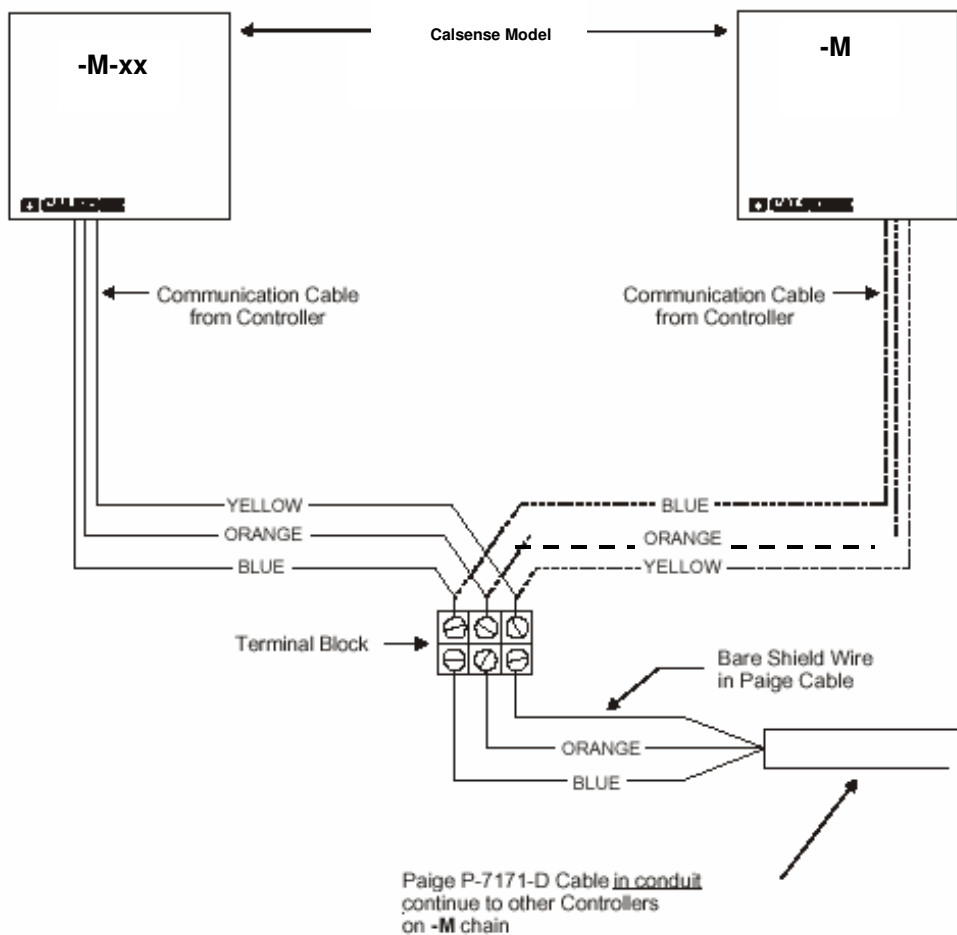 Calsense Model
-M-xx
-M
Communication Cable
from Controller
Communication Cable
from Controller
YELLOW
ORANGE
BLUE
BLUE
ORANGE
YELLOW
Terminal Block
Bare Shield Wire
in Paige Cable
ORANGE
BLUE
Paige P-7171-D Cable in conduit
continue to other Controllers
on -M chain